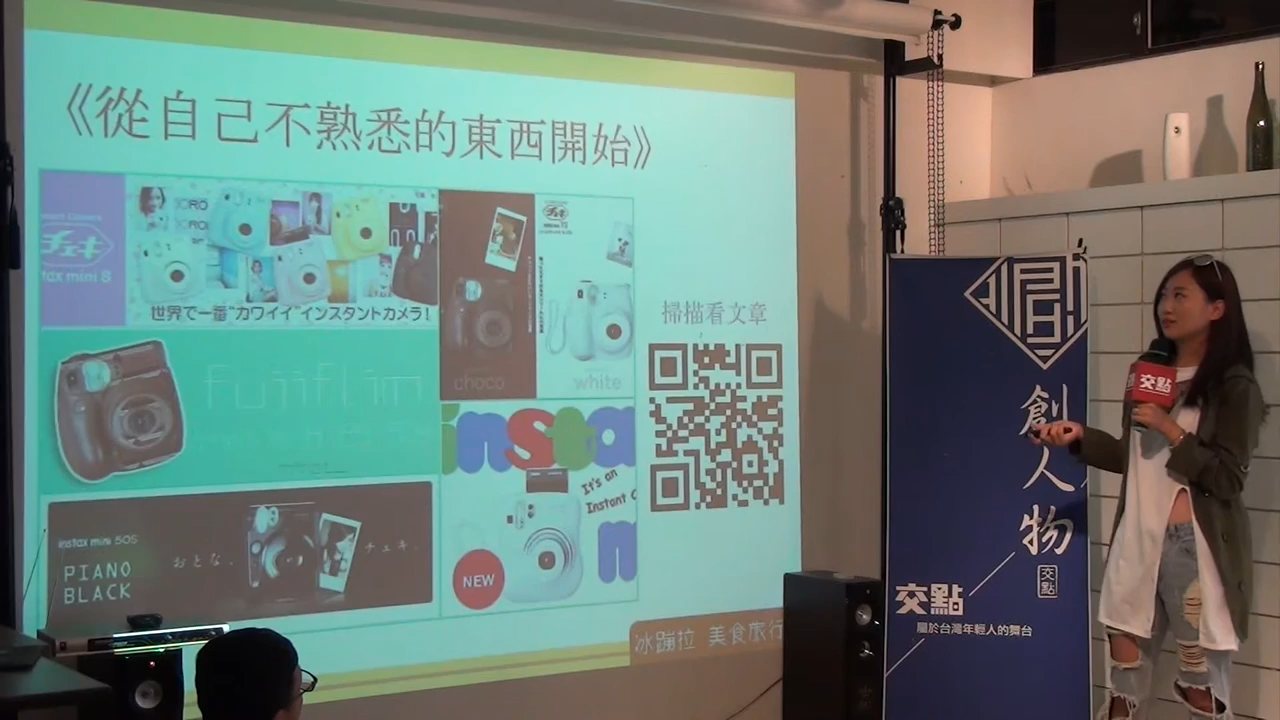 《從自己不熟悉的東西開始》
チェキ
世界で一番“カワイイ”インスタントカメラ!
choco
white
掃描看文章
fujifilm
insta
It's an
Instant C
NEW
instax mini 50S
PIANO
BLACK
おとな、
チェキ。
冰蹦拉 美食旅行
交點
創
人
物
交點
交點
屬於台灣年輕人的舞台